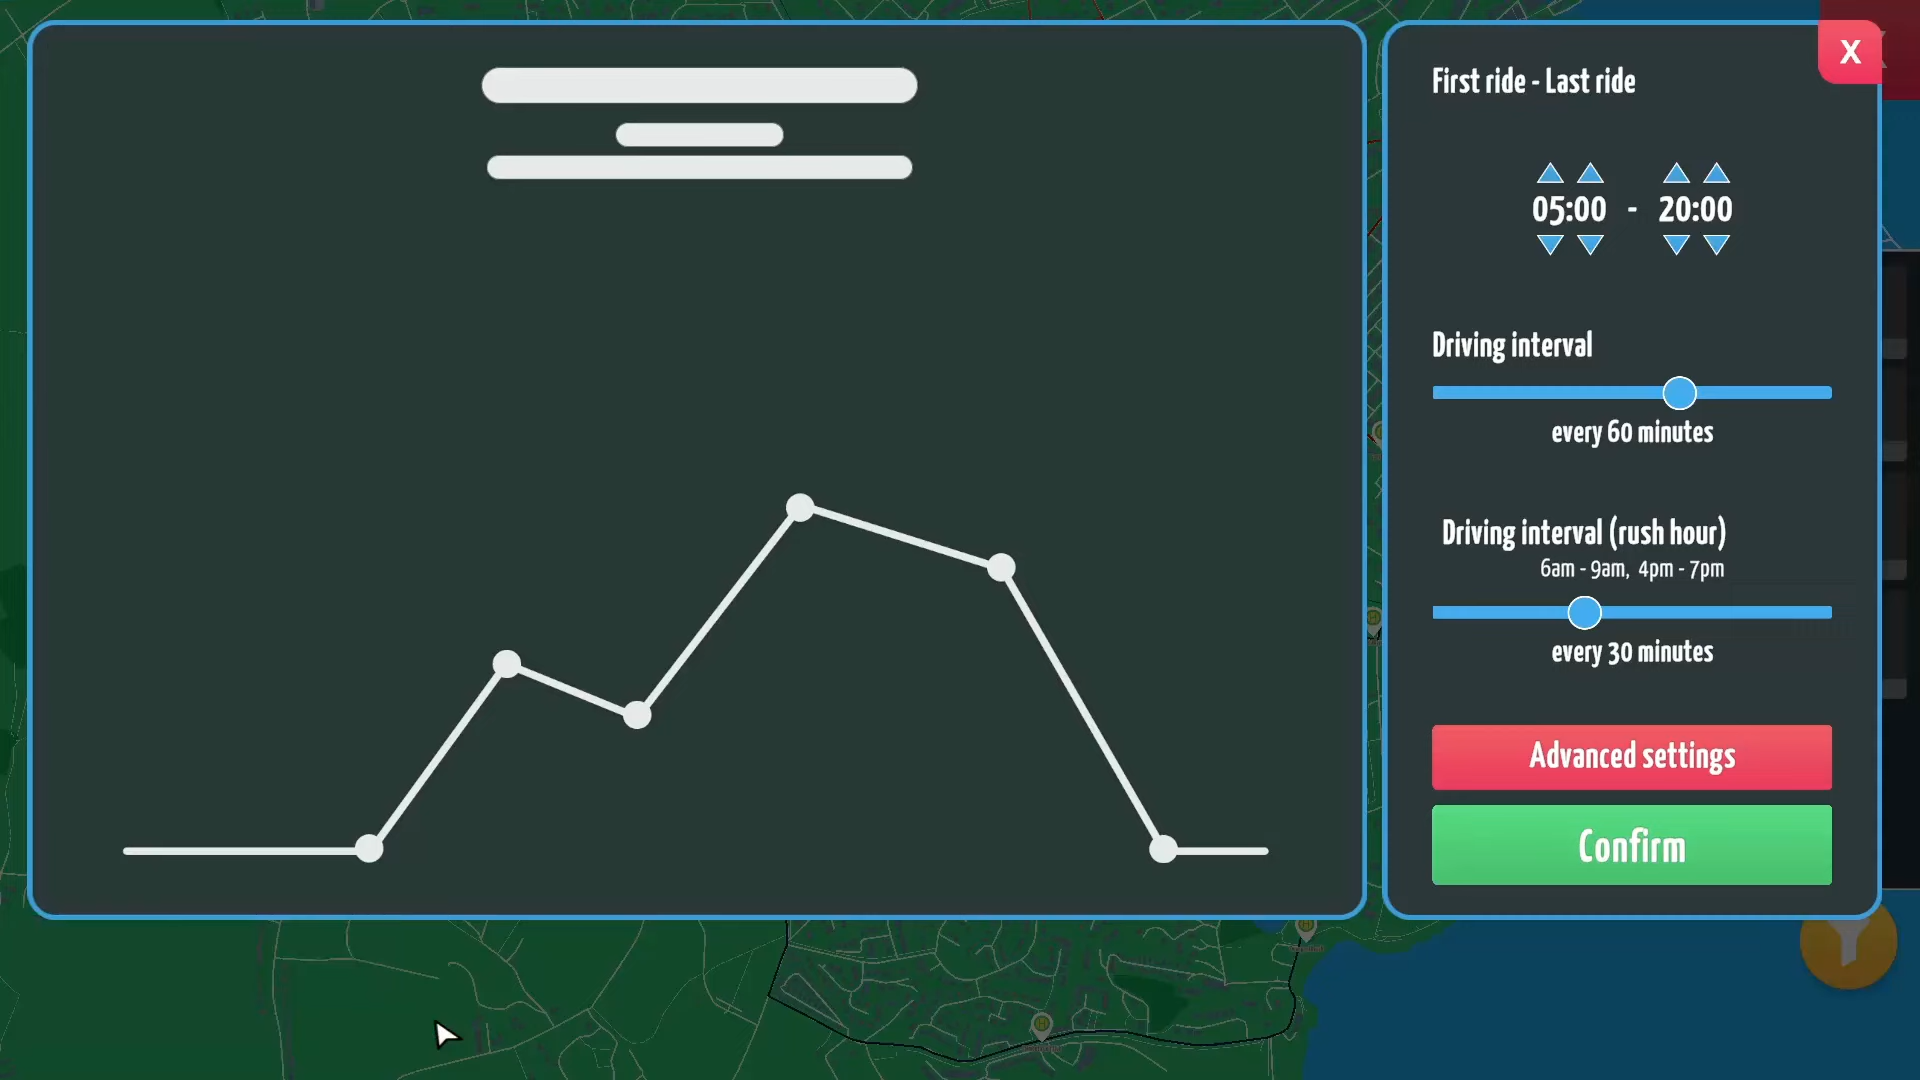 X
First ride - Last ride
05:00 - 20:00
Driving interval
every 60 minutes
Driving interval (rush hour)
6am - 9am, 4pm - 7pm
every 30 minutes
Advanced settings
Confirm